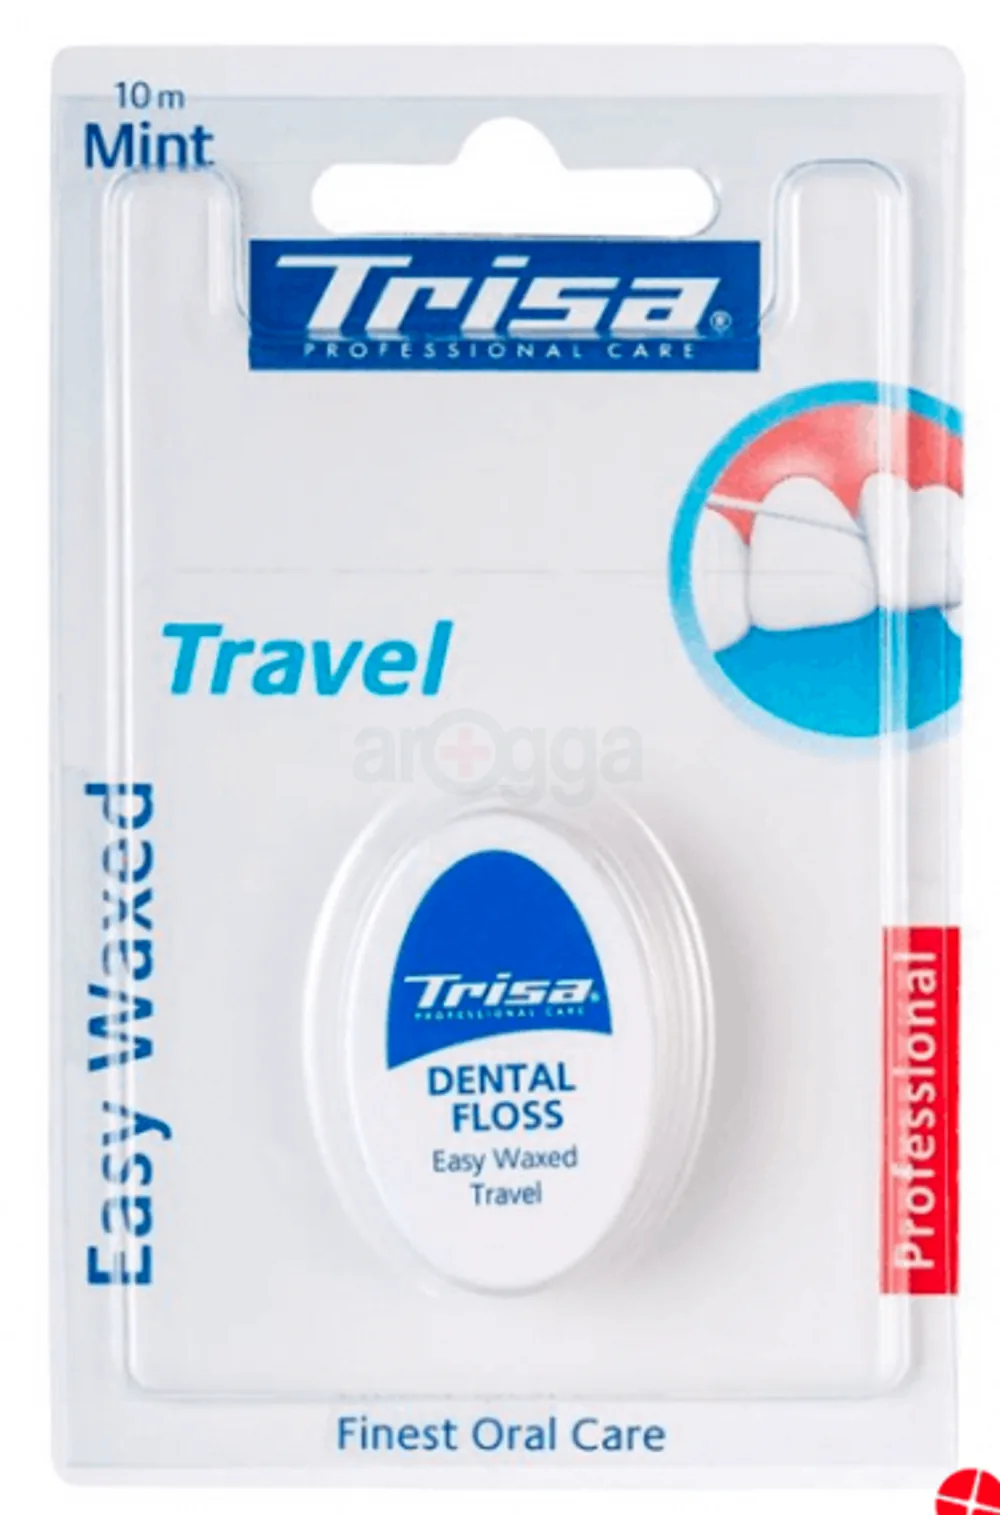 10 m
Mint
Trisa®
PROFESSIONAL CARE
Travel
arogga
Easy Waxed
Trisa®
PROFESSIONAL CARE
DENTAL
FLOSS
Easy Waxed
Travel
Professional
Finest Oral Care